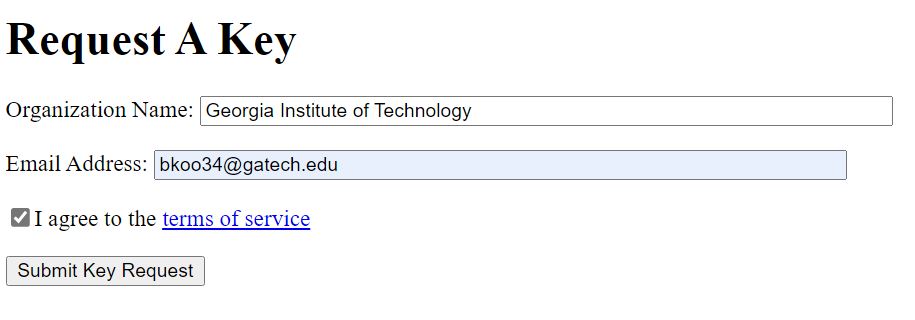 Request A Key
Organization Name: Georgia Institute of Technology
Email Address: bkoo34@gatech.edu
I agree to the terms of service
Submit Key Request